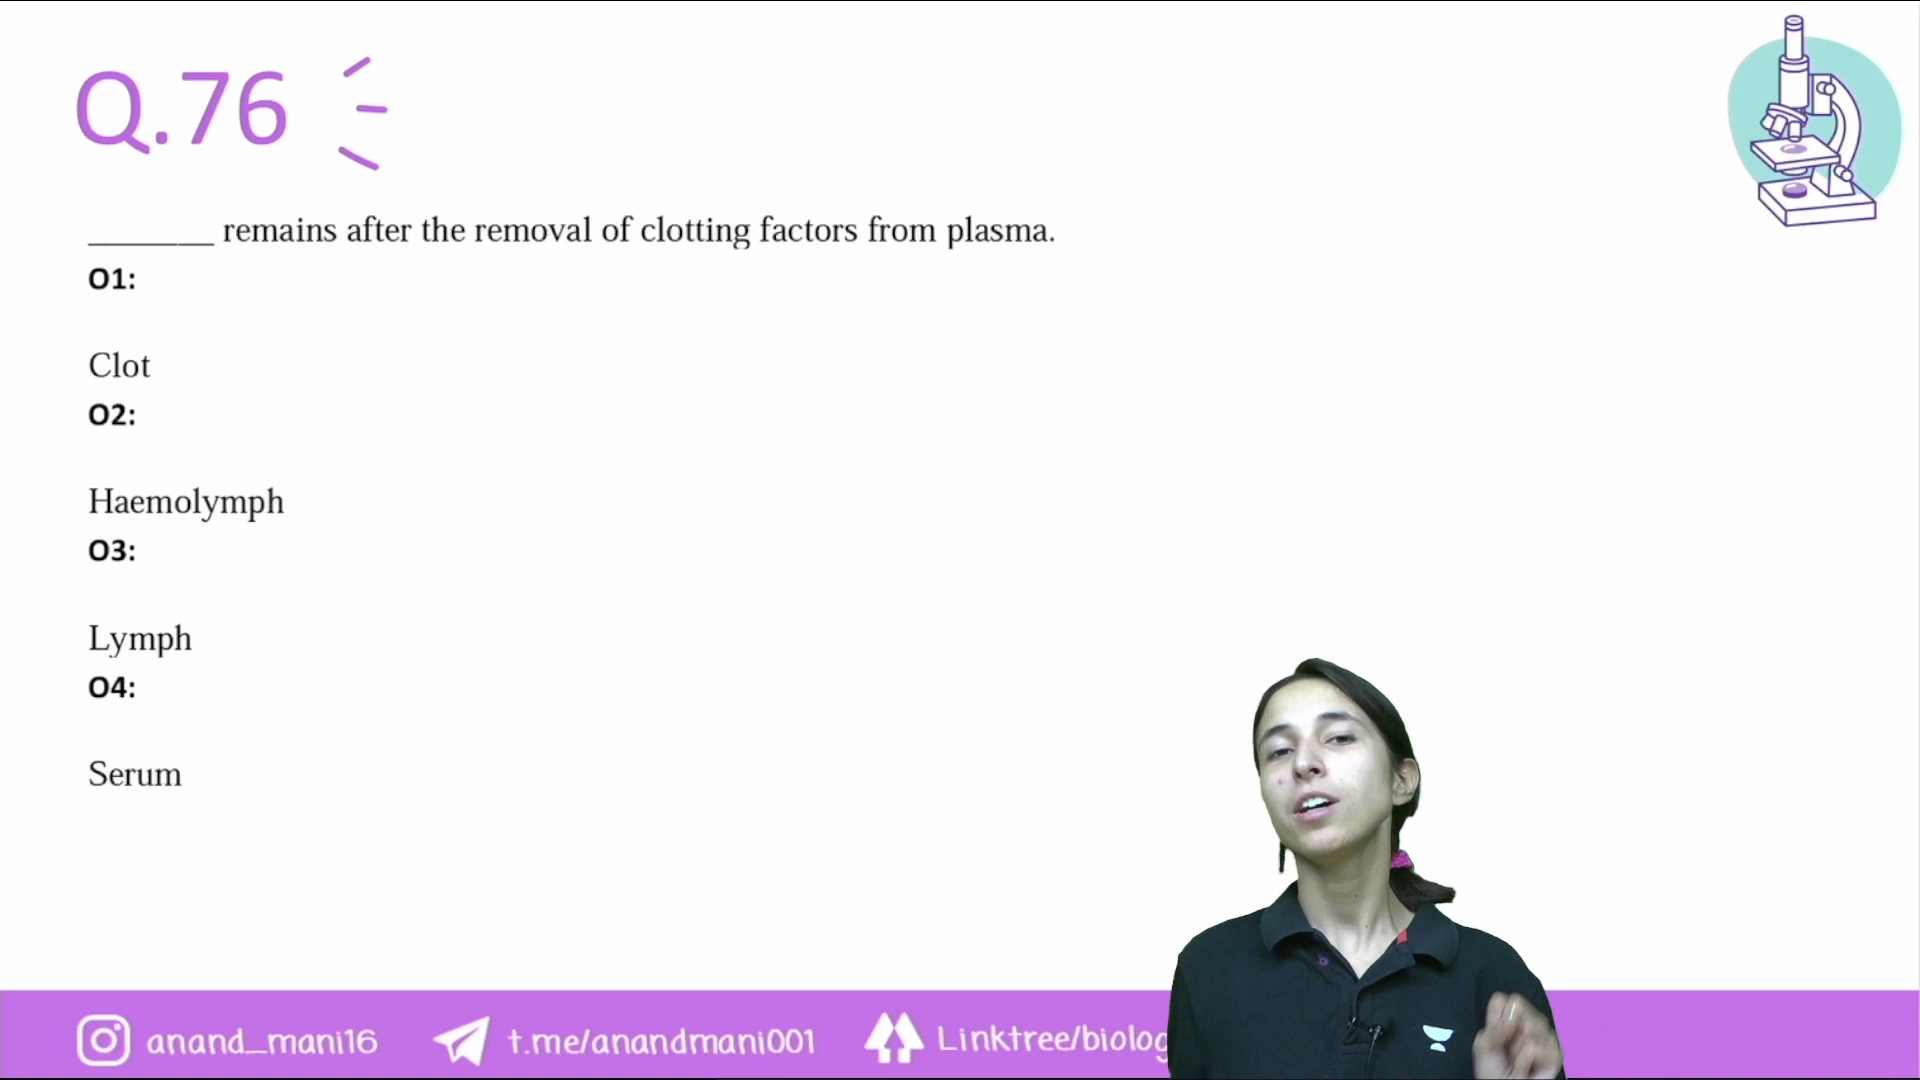 Q.76
_______ remains after the removal of clotting factors from plasma.
O1:
Clot
O2:
Haemolymph
O3:
Lymph
O4:
Serum
anand_mani16 t.me/anandmani001 Linktree/biolog